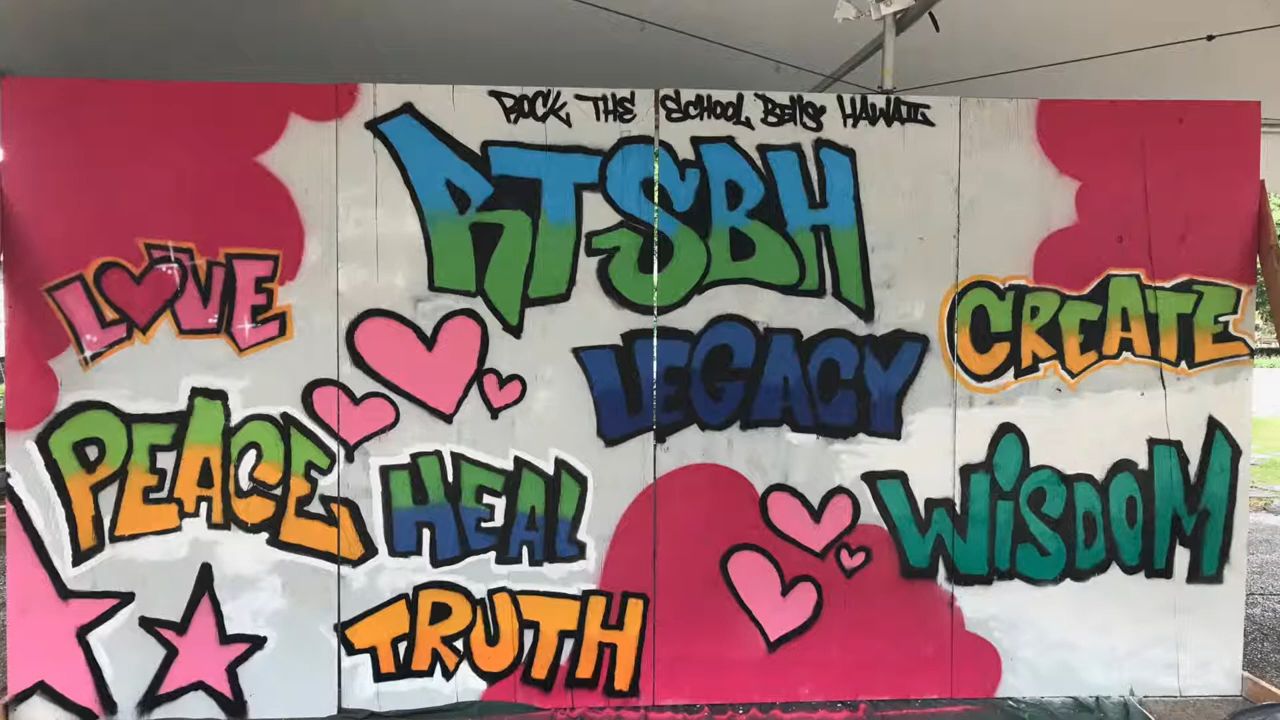 ROCK THE SCHOOL BELLS HAWAII
RTSBH
LOVE
CREATE
LEGACY
PEACE
HEAL
WiSDOM
TRUTH